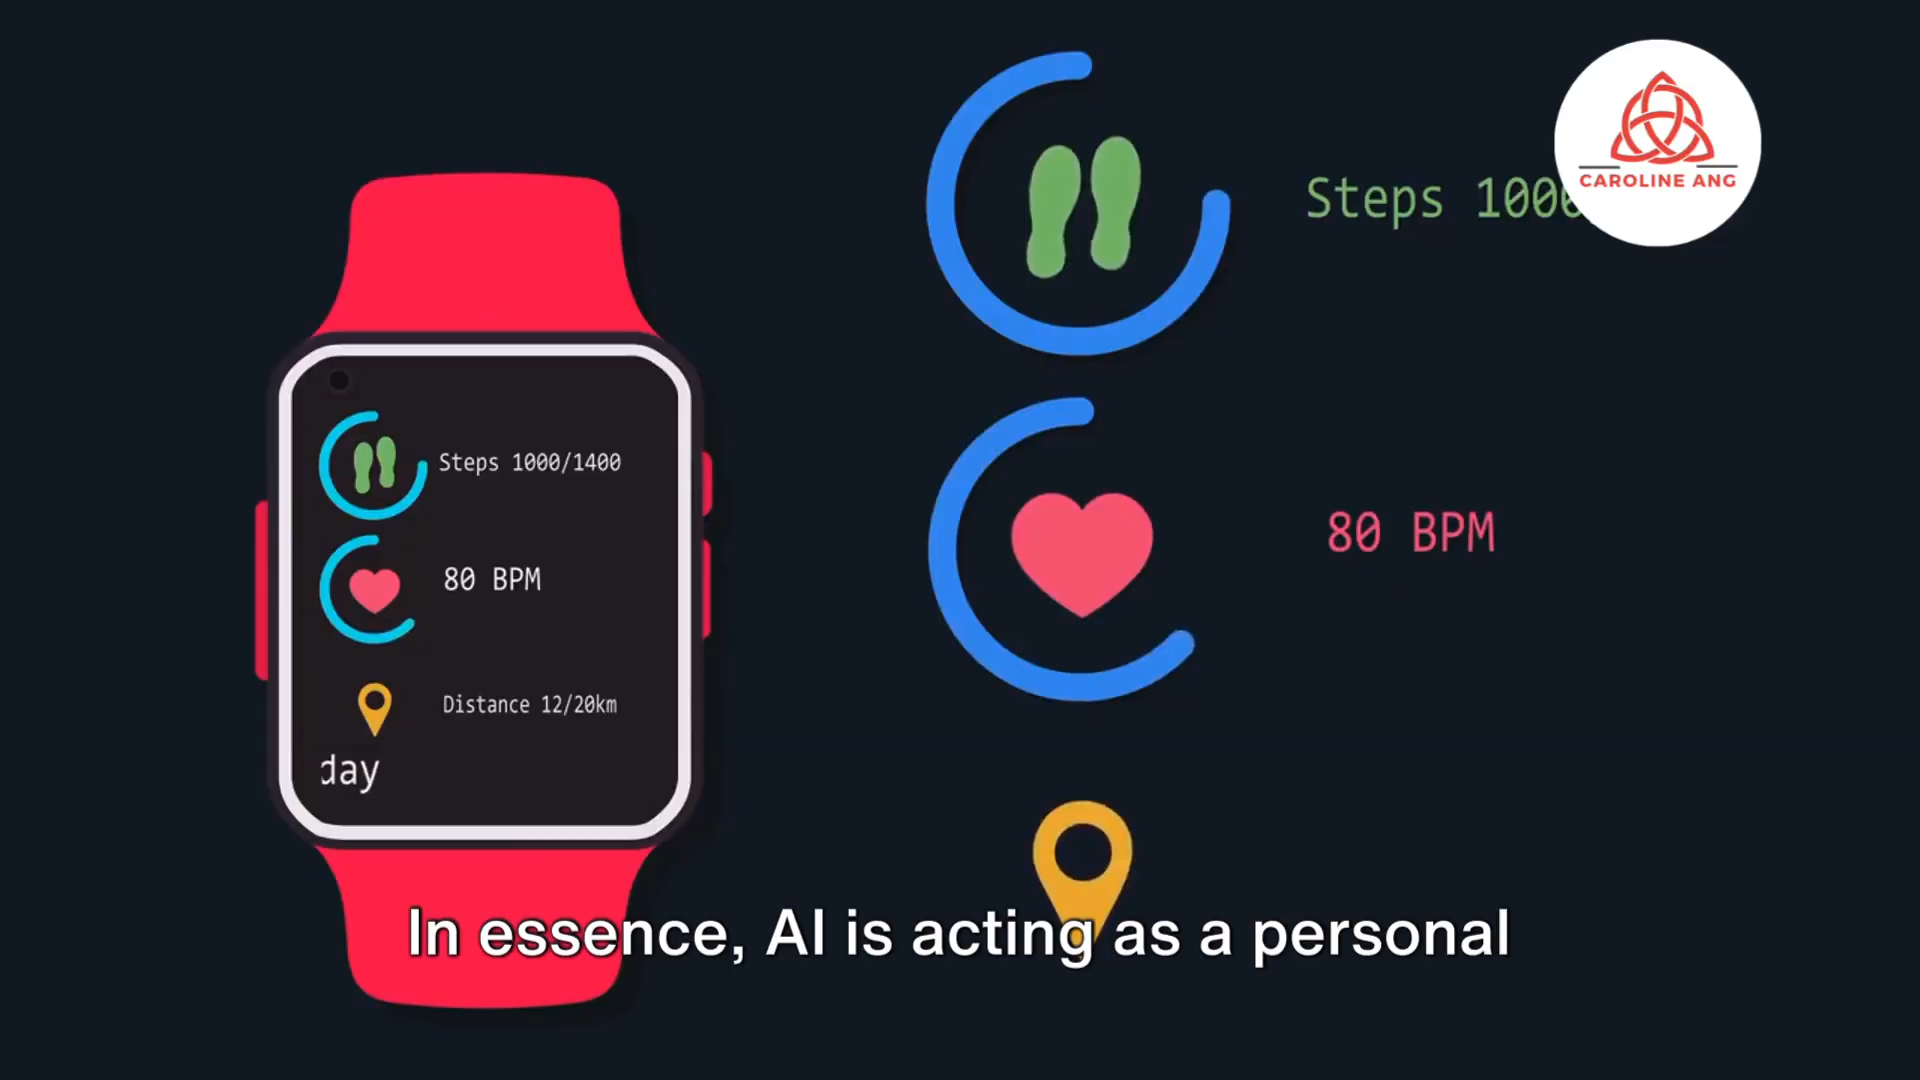 Steps 1000
CAROLINE ANG
Steps 1000/1400
80 BPM
80 BPM
Distance 12/20km
day
In essence, AI is acting as a personal